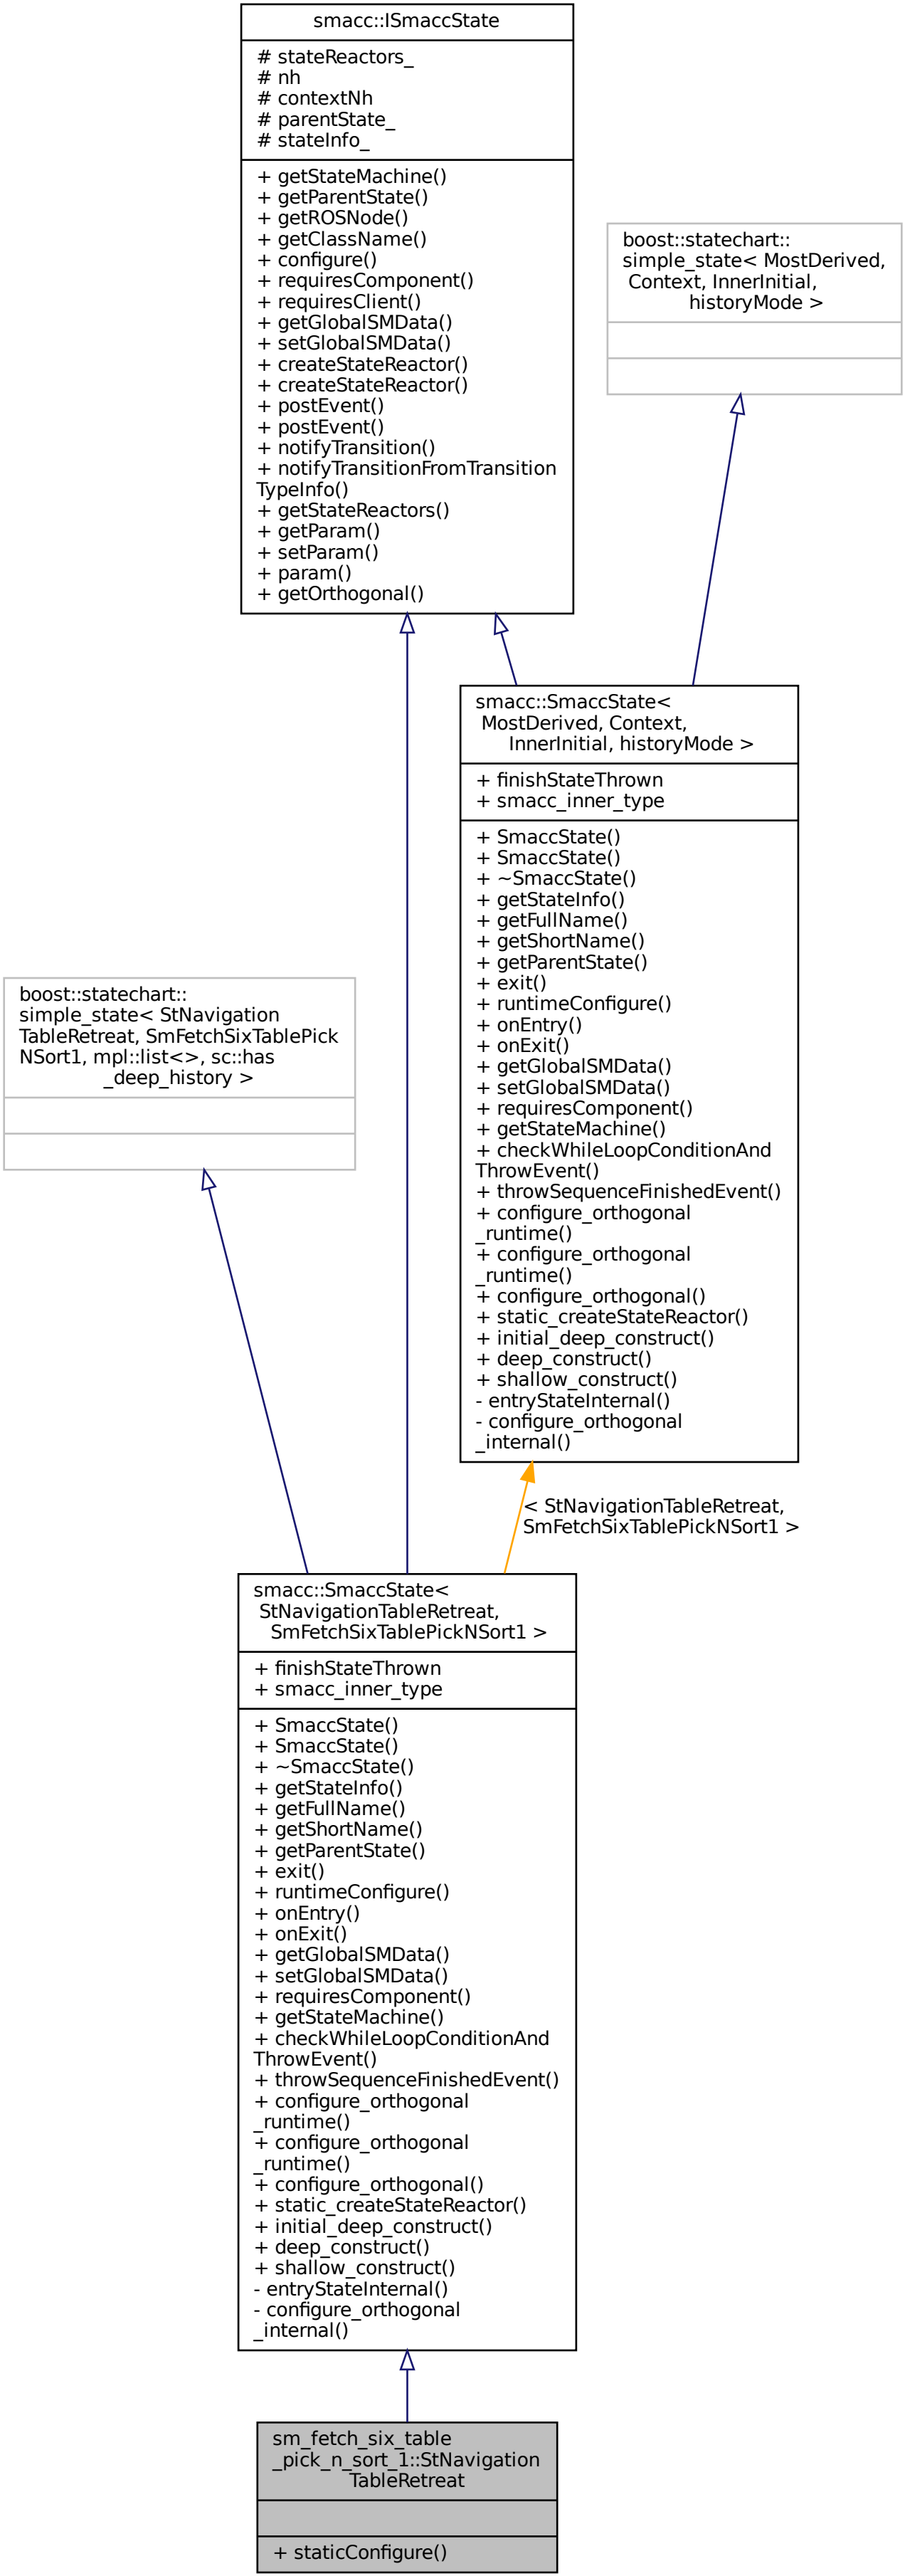 smacc::ISmaccState
# stateReactors_
# nh
# contextNh
# parentState_
# stateInfo_
+ getStateMachine()
+ getParentState()
+ getROSNode()
+ getClassName()
+ configure()
+ requiresComponent()
+ requiresClient()
+ getGlobalSMData()
+ setGlobalSMData()
+ createStateReactor()
+ createStateReactor()
+ postEvent()
+ postEvent()
+ notifyTransition()
+ notifyTransitionFromTransition
TypeInfo()
+ getStateReactors()
+ getParam()
+ setParam()
+ param()
+ getOrthogonal()
boost::statechart::
simple_state< MostDerived,
Context, InnerInitial,
historyMode >
smacc::SmaccState<
MostDerived, Context,
InnerInitial, historyMode >
+ finishStateThrown
+ smacc_inner_type
+ SmaccState()
+ SmaccState()
+ ~SmaccState()
+ getStateInfo()
+ getFullName()
+ getShortName()
+ getParentState()
+ exit()
+ runtimeConfigure()
+ onEntry()
+ onExit()
+ getGlobalSMData()
+ setGlobalSMData()
+ requiresComponent()
+ getStateMachine()
+ checkWhileLoopConditionAnd
ThrowEvent()
+ throwSequenceFinishedEvent()
+ configure_orthogonal
_runtime()
+ configure_orthogonal
_runtime()
+ configure_orthogonal()
+ static_createStateReactor()
+ initial_deep_construct()
+ deep_construct()
+ shallow_construct()
- entryStateInternal()
- configure_orthogonal
_internal()
boost::statechart::
simple_state< StNavigation
TableRetreat, SmFetchSixTablePick
NSort1, mpl::list<>, sc::has
_deep_history >
< StNavigationTableRetreat,
SmFetchSixTablePickNSort1 >
smacc::SmaccState<
StNavigationTableRetreat,
SmFetchSixTablePickNSort1 >
+ finishStateThrown
+ smacc_inner_type
+ SmaccState()
+ SmaccState()
+ ~SmaccState()
+ getStateInfo()
+ getFullName()
+ getShortName()
+ getParentState()
+ exit()
+ runtimeConfigure()
+ onEntry()
+ onExit()
+ getGlobalSMData()
+ setGlobalSMData()
+ requiresComponent()
+ getStateMachine()
+ checkWhileLoopConditionAnd
ThrowEvent()
+ throwSequenceFinishedEvent()
+ configure_orthogonal
_runtime()
+ configure_orthogonal
_runtime()
+ configure_orthogonal()
+ static_createStateReactor()
+ initial_deep_construct()
+ deep_construct()
+ shallow_construct()
- entryStateInternal()
- configure_orthogonal
_internal()
sm_fetch_six_table
_pick_n_sort_1::StNavigation
TableRetreat
+ staticConfigure()